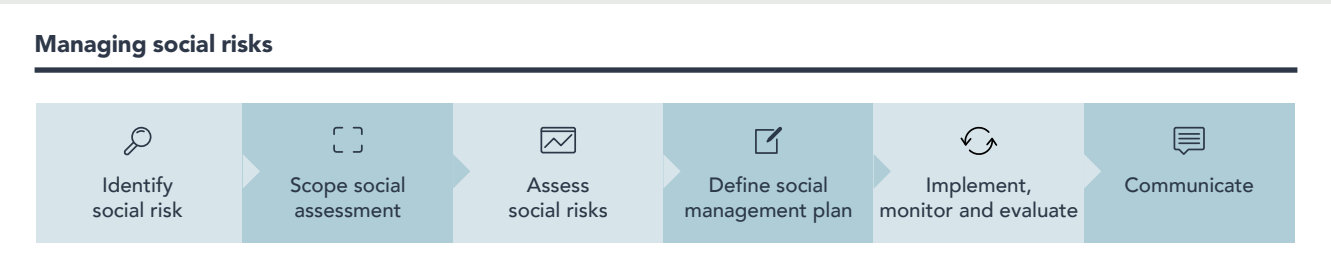 Managing social risks
Identify
social risk
Scope social
assessment
Assess
social risks
Define social
management plan
Implement,
monitor and evaluate
Communicate